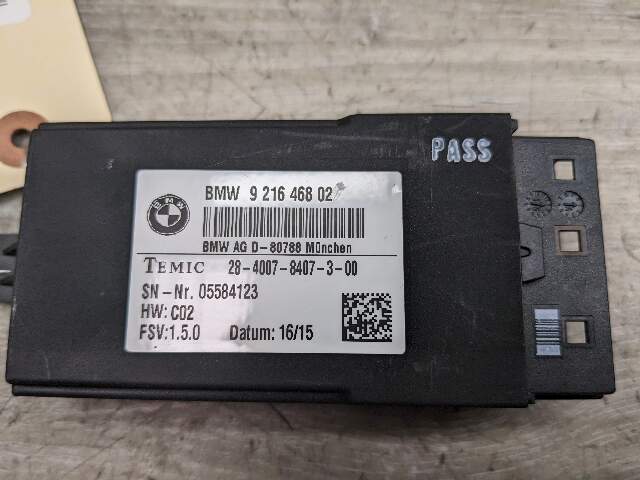 PASS
BMW 9 216 468 02
BMW
BMW AG D-80788 München
TEMIC 28-4007-8407-3-00
SN-Nr. 05584123
HW: C02
FSV:1.5.0 Datum: 16/15